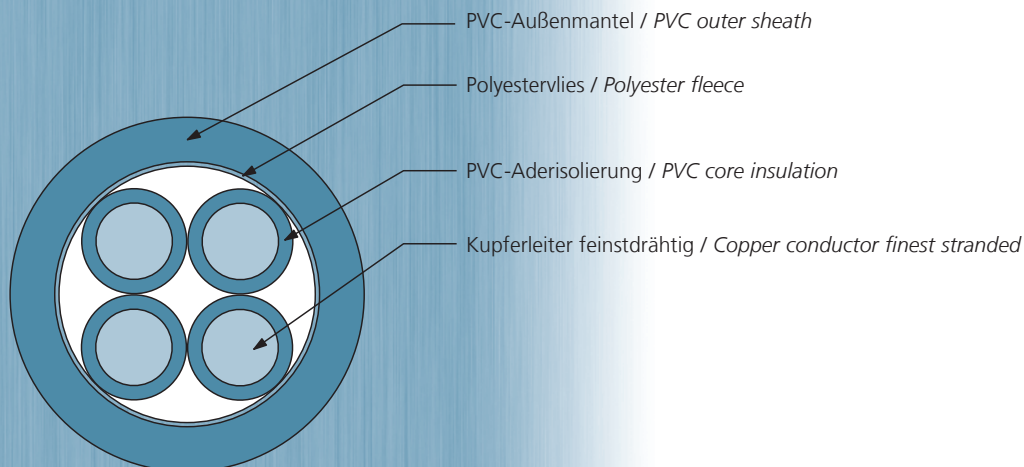 PVC-Außenmantel / PVC outer sheath
Polyestervlies / Polyester fleece
PVC-Aderisolierung / PVC core insulation
Kupferleiter feinstdrähtig / Copper conductor finest stranded